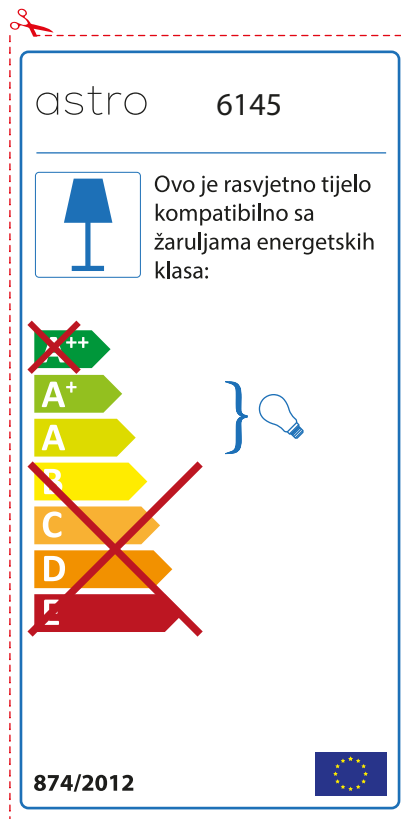 astro 6145
Ovo je rasvjetno tijelo
kompatibilno sa
žaruljama energetskih
klasa:
A++
A+
A
B
C
D
E
874/2012